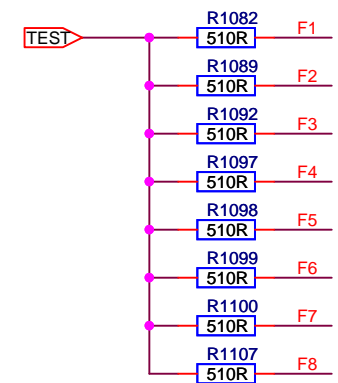 R1082
TEST 510R F1
R1089
510R F2
R1092
510R F3
R1097
510R F4
R1098
510R F5
R1099
510R F6
R1100
510R F7
R1107
510R F8